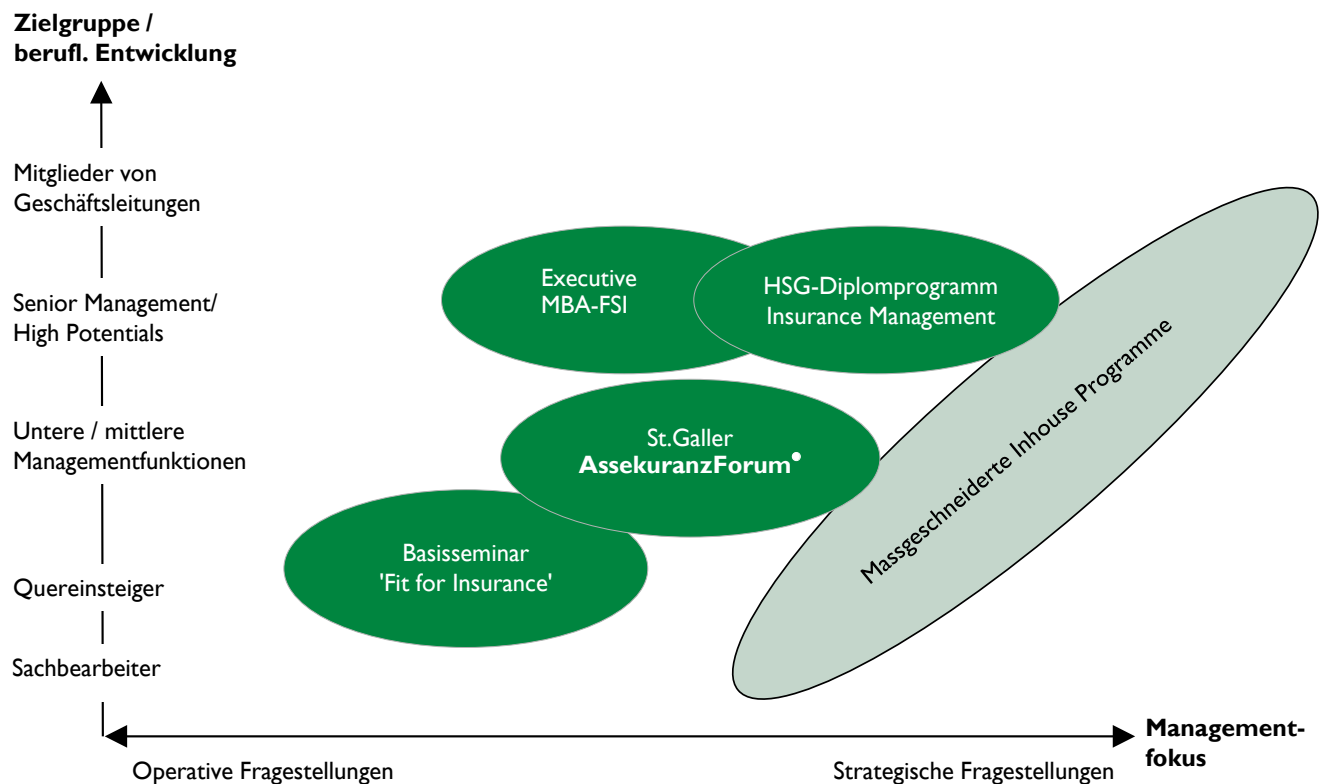 Zielgruppe /
berufl. Entwicklung
Mitglieder von
Geschäftsleitungen
Senior Management/
High Potentials
Untere / mittlere
Managementfunktionen
Quereinsteiger
Sachbearbeiter
Executive
MBA-FSI
HSG-Diplomprogramm
Insurance Management
St.Galler
AssekuranzForum•
Basisseminar
'Fit for Insurance'
Massgeschneiderte Inhouse Programme
Management-
fokus
Operative Fragestellungen
Strategische Fragestellungen